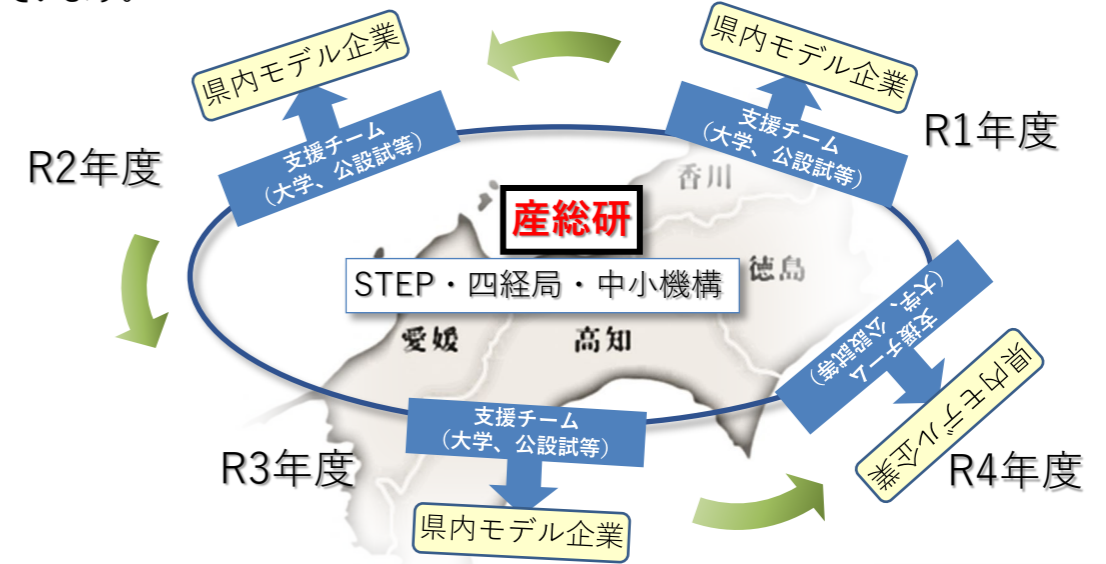 ています。
県内モデル企業
県内モデル企業
支援チーム
（大学、公設試等）
支援チーム
（大学、公設試等）
R1年度
R2年度
香川
産総研
徳島
STEP・四経局・中小機構
愛媛
高知
支援チーム
（大学、公設試等）
支援チーム
（大学、公設試等）
県内モデル企業
R3年度
R4年度
県内モデル企業